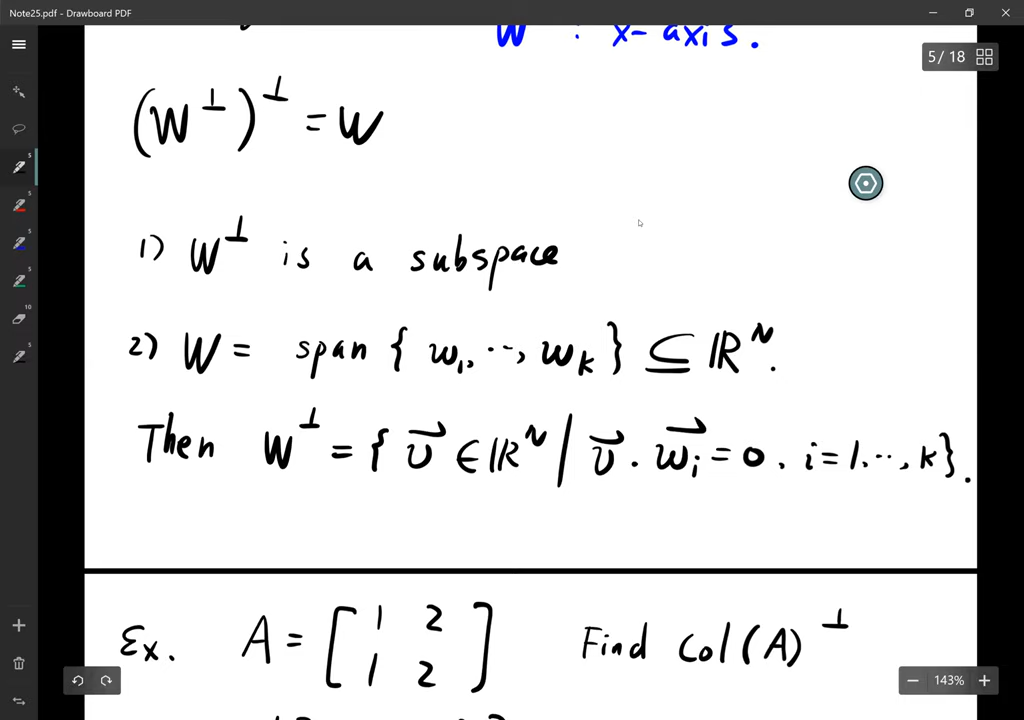 Note25.pdf - Drawboard PDF
W : x-axis.
5 / 18
(W⊥)⊥ = W
1) W⊥ is a subspace
2) W = span { w₁, ··, wₖ } ⊆ ℝᴺ.
Then W⊥ = { v⃗ ∈ ℝᴺ | v⃗ · w⃗ᵢ = 0, i = 1, ··, k }.
Ex. A = [ 1 2
1 2 ] Find Col(A)⊥
143%